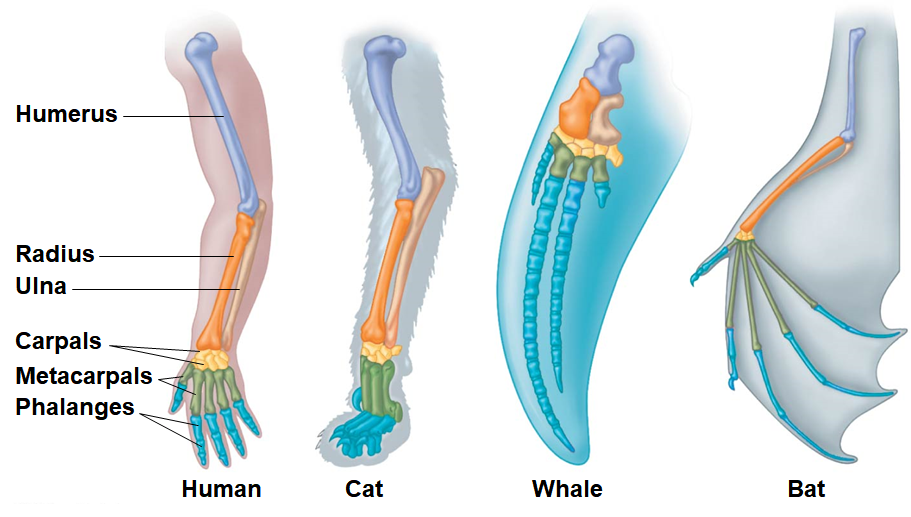 Humerus
Radius
Ulna
Carpals
Metacarpals
Phalanges
Human
Cat
Whale
Bat